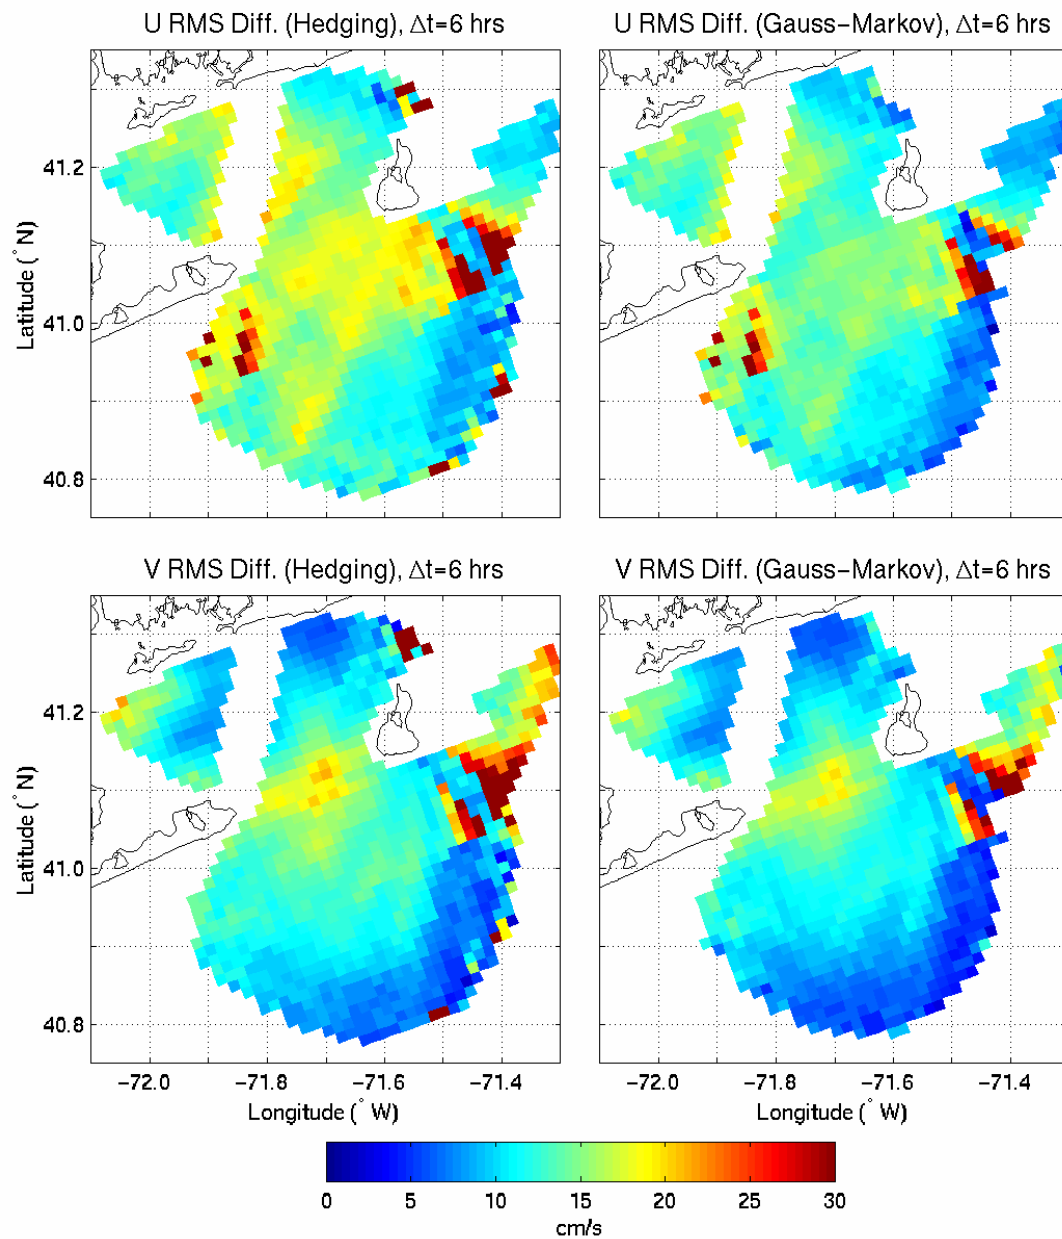 U RMS Diff. (Hedging), Δt=6 hrs
U RMS Diff. (Gauss-Markov), Δt=6 hrs
41.2
41.0
40.8
Latitude (° N)
V RMS Diff. (Hedging), Δt=6 hrs
V RMS Diff. (Gauss-Markov), Δt=6 hrs
41.2
41.0
40.8
Latitude (° N)
-72.0 -71.8 -71.6 -71.4
-72.0 -71.8 -71.6 -71.4
Longitude (° W)
Longitude (° W)
0 5 10 15 20 25 30
cm/s